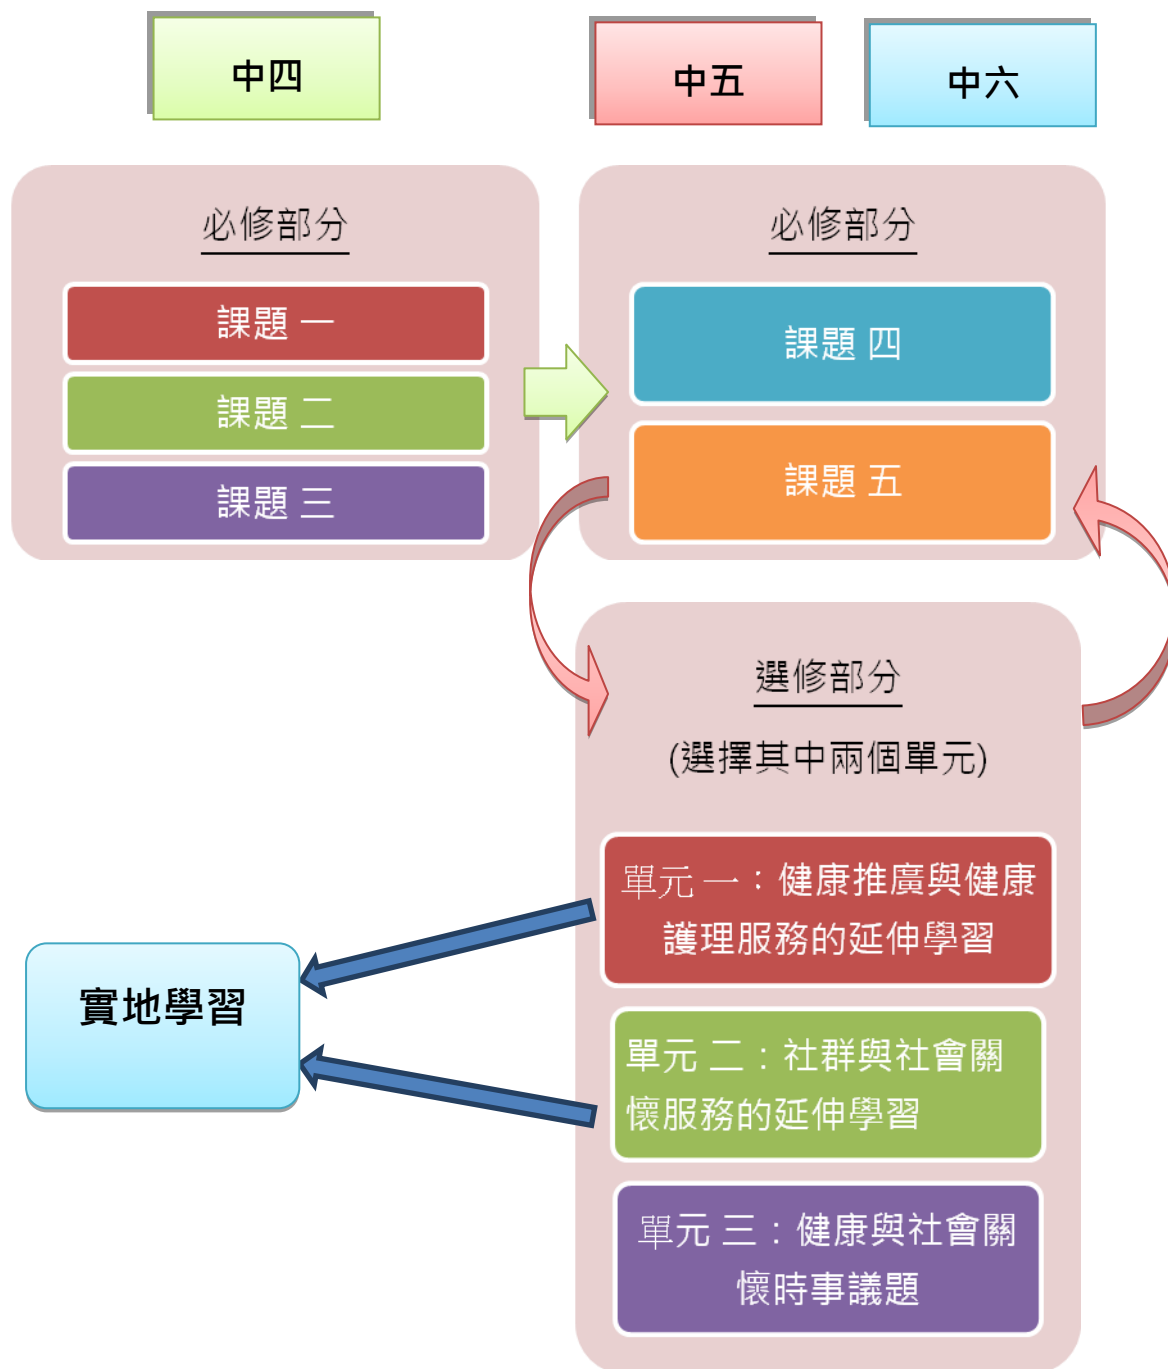 中四
中五
中六
必修部分
課題 一
課題 二
課題 三
必修部分
課題 四
課題 五
選修部分
(選擇其中兩個單元)
單元 一：健康推廣與健康
護理服務的延伸學習
單元 二：社群與社會關
懷服務的延伸學習
單元 三：健康與社會關
懷時事議題
實地學習